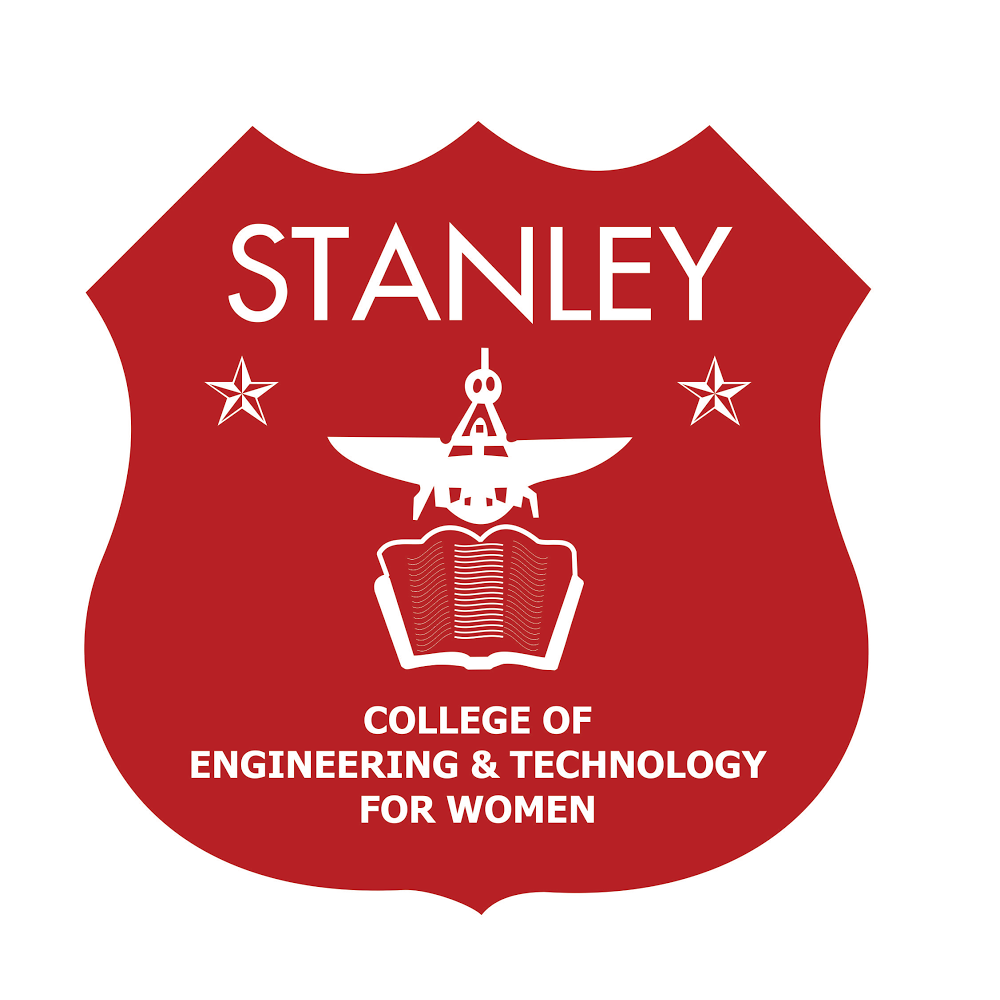 STANLEY
COLLEGE OF
ENGINEERING & TECHNOLOGY
FOR WOMEN